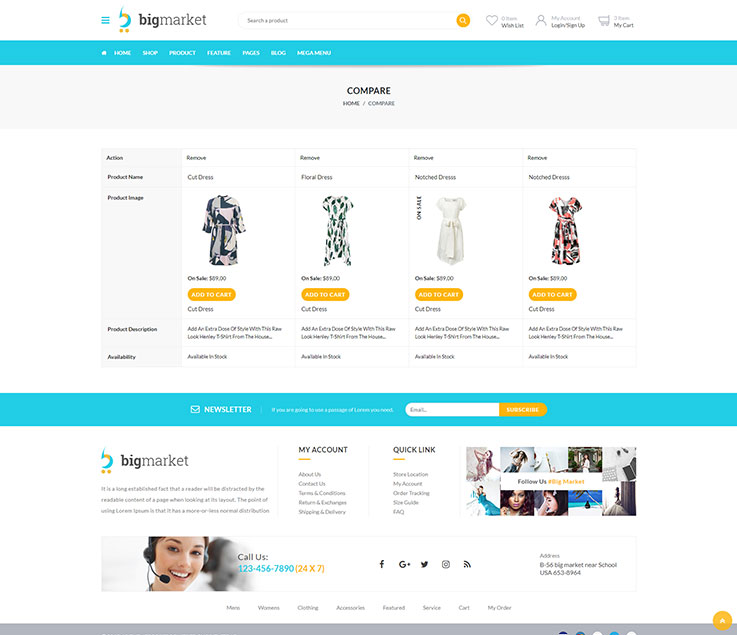 bigmarket
Search a product
0 Item
Wish List
My Account
Login/Sign Up
My Cart
HOME SHOP PRODUCT FEATURE PAGES BLOG MEGA MENU
COMPARE
HOME / COMPARE
Action Remove Remove Remove Remove
Product Name Cut Dress Floral Dress Notched Dresss Notched Dresss
Product Image
ON SALE
On Sale: $89.00 On Sale: $89.00 On Sale: $89.00 On Sale: $89.00
ADD TO CART ADD TO CART ADD TO CART ADD TO CART
Cut Dress Cut Dress Cut Dress Cut Dress
Product Description Add An Extra Dose Of Style With This Raw Add An Extra Dose Of Style With This Raw Add An Extra Dose Of Style With This Raw Add An Extra Dose Of Style With This Raw
Look Henley T-Shirt From The House... Look Henley T-Shirt From The House... Look Henley T-Shirt From The House... Look Henley T-Shirt From The House...
Availability Available In Stock Available In Stock Available In Stock Available In Stock
NEWSLETTER If you are going to use a passage of Lorem you need. Email... SUBSCRIBE
bigmarket
It is a long established fact that a reader will be distracted by the
readable content of a page when looking at its layout. The point of
using Lorem Ipsum is that it has a more-or-less normal distribution
MY ACCOUNT
About Us
Contact Us
Terms & Conditions
Return & Exchanges
Shipping & Delivery
QUICK LINK
Store Location
My Account
Order Tracking
Size Guide
FAQ
Follow Us #Big Market
Call Us:
123-456-7890 (24 X 7)
Address
B-56 big market near School
USA 653-8964
Mens Womens Clothing Accessories Featured Service Cart My Order